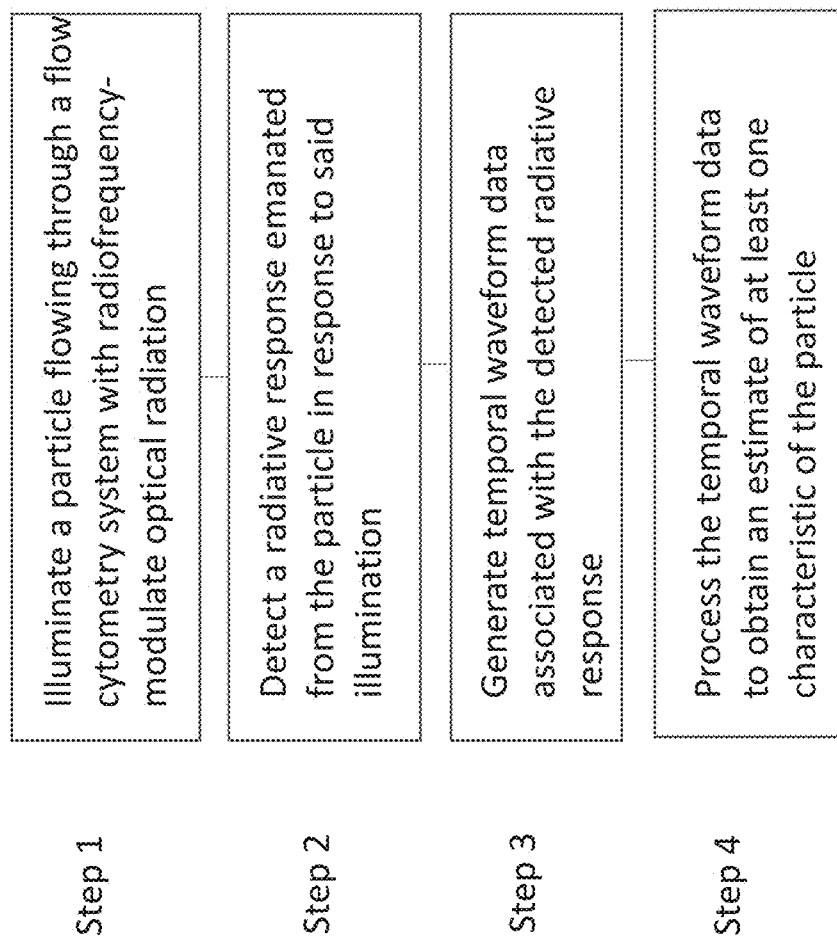 Step 1
Illuminate a particle flowing through a flow
cytometry system with radiofrequency-
modulate optical radiation
Step 2
Detect a radiative response emanated
from the particle in response to said
illumination
Step 3
Generate temporal waveform data
associated with the detected radiative
response
Step 4
Process the temporal waveform data
to obtain an estimate of at least one
characteristic of the particle